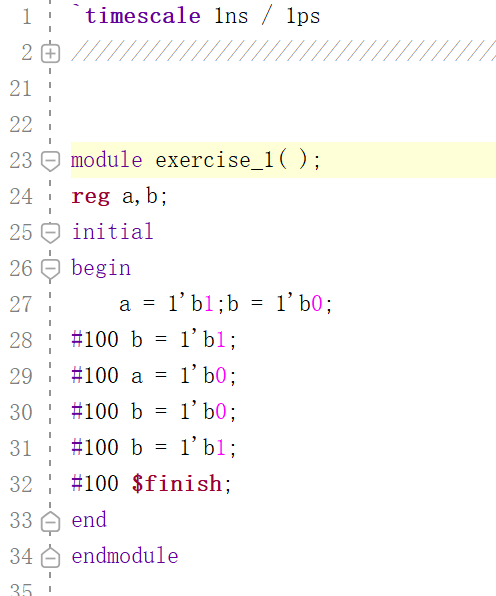 1 `timescale 1ns / 1ps
2 ////////////////////////////////////
21
22
23 module exercise_1( );
24 reg a,b;
25 initial
26 begin
27 a = 1'b1;b = 1'b0;
28 #100 b = 1'b1;
29 #100 a = 1'b0;
30 #100 b = 1'b0;
31 #100 b = 1'b1;
32 #100 $finish;
33 end
34 endmodule
35